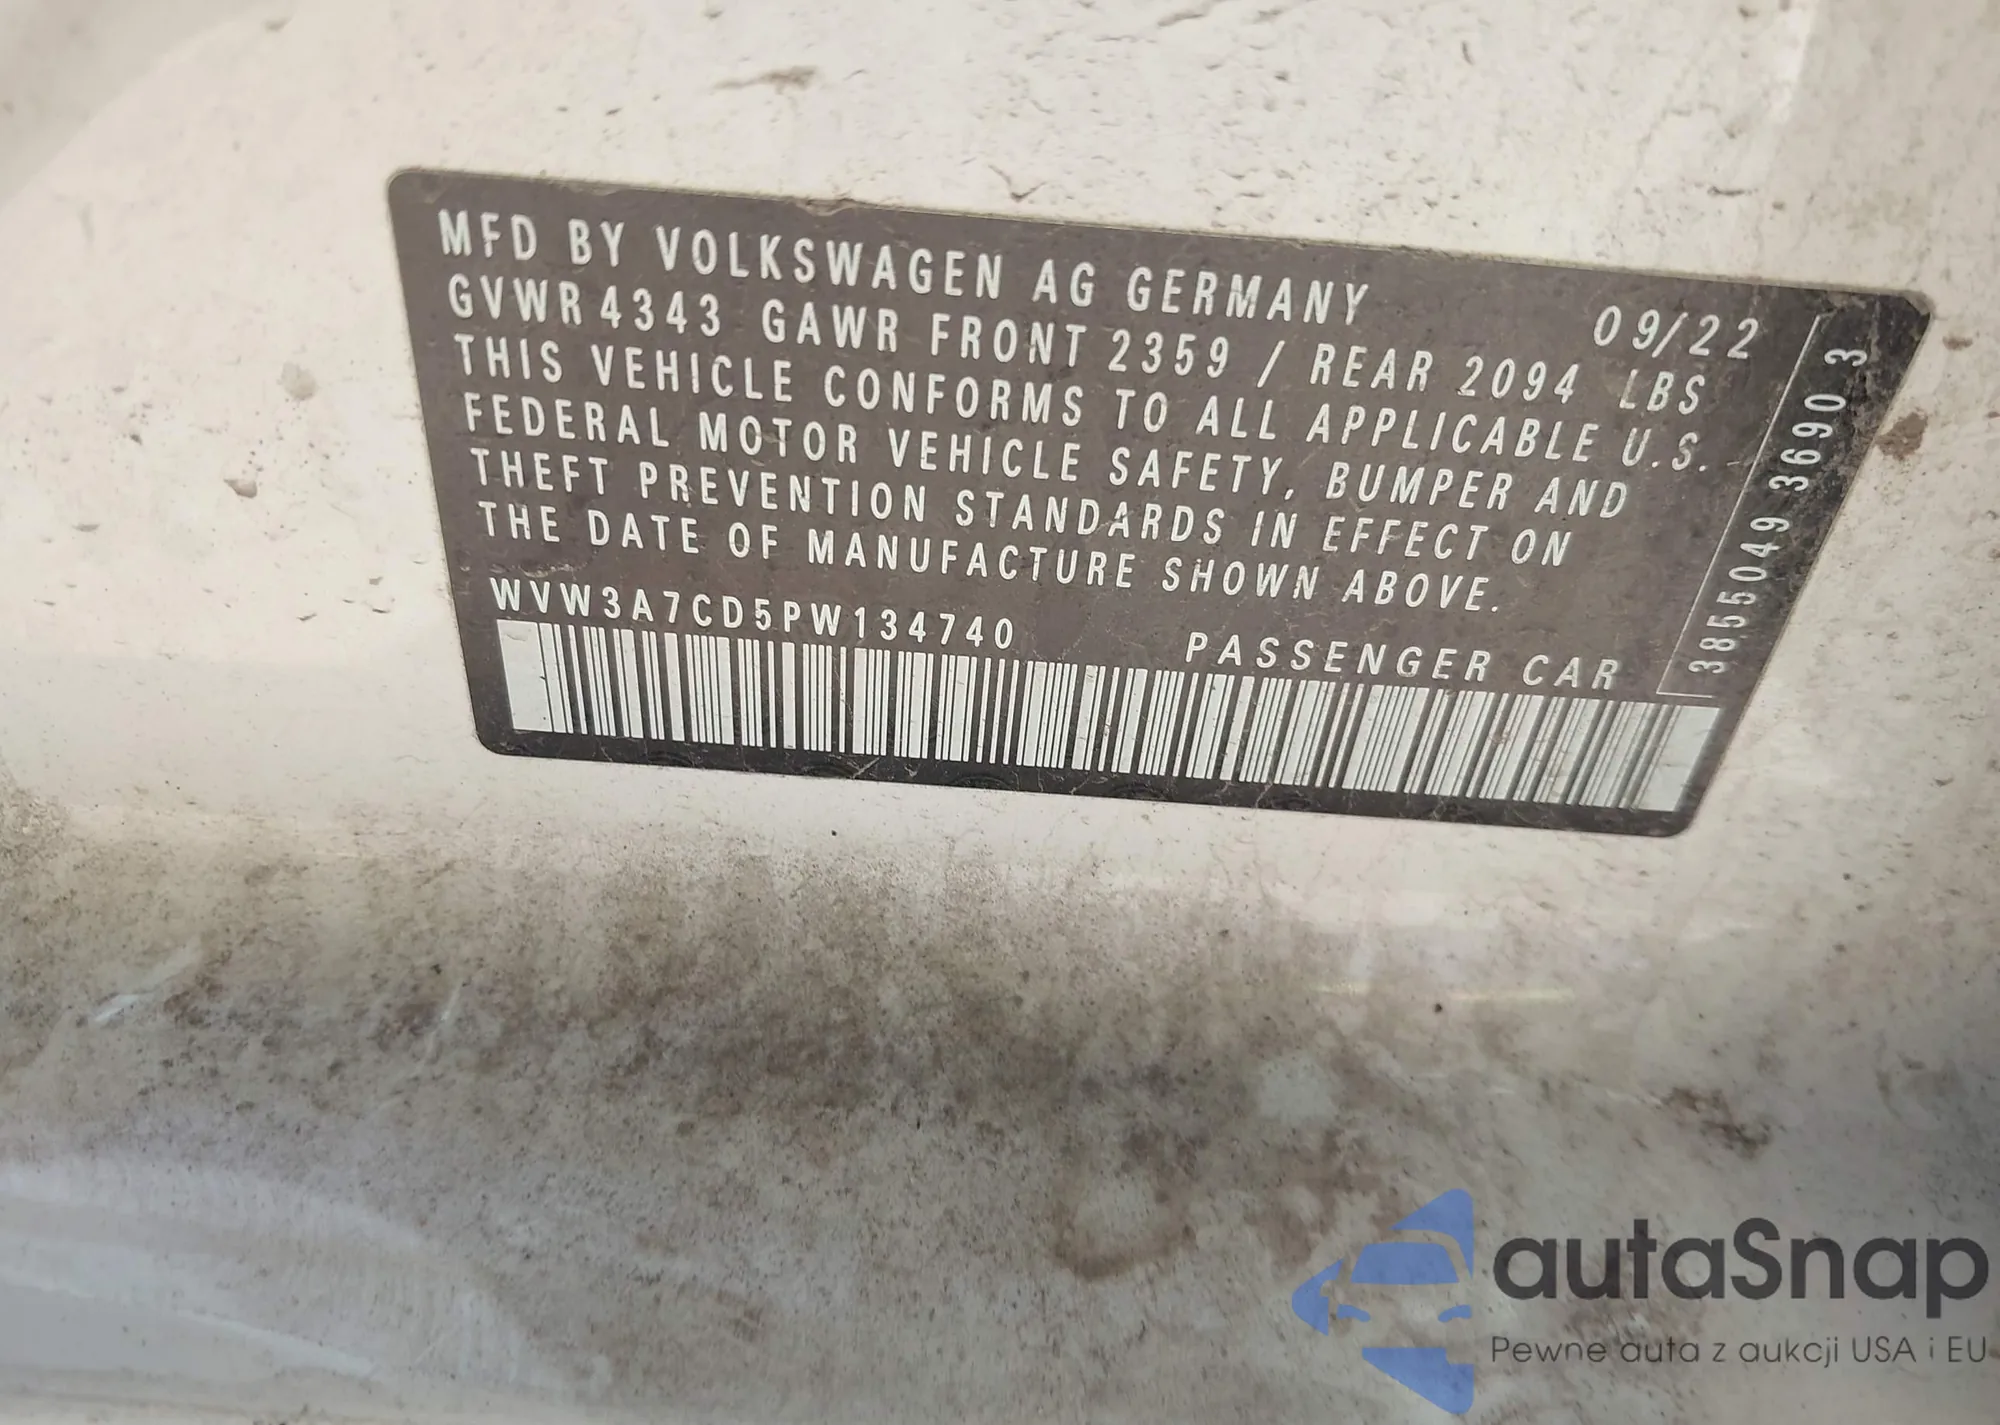 MFD BY VOLKSWAGEN AG GERMANY 09/22
GVWR 4343 GAWR FRONT 2359 / REAR 2094 LBS
THIS VEHICLE CONFORMS TO ALL APPLICABLE U.S.
FEDERAL MOTOR VEHICLE SAFETY, BUMPER AND
THEFT PREVENTION STANDARDS IN EFFECT ON
THE DATE OF MANUFACTURE SHOWN ABOVE.
WVW3A7CD5PW134740 PASSENGER CAR
3855049 3690 3
autaSnap
Pewne auta z aukcji USA i EU